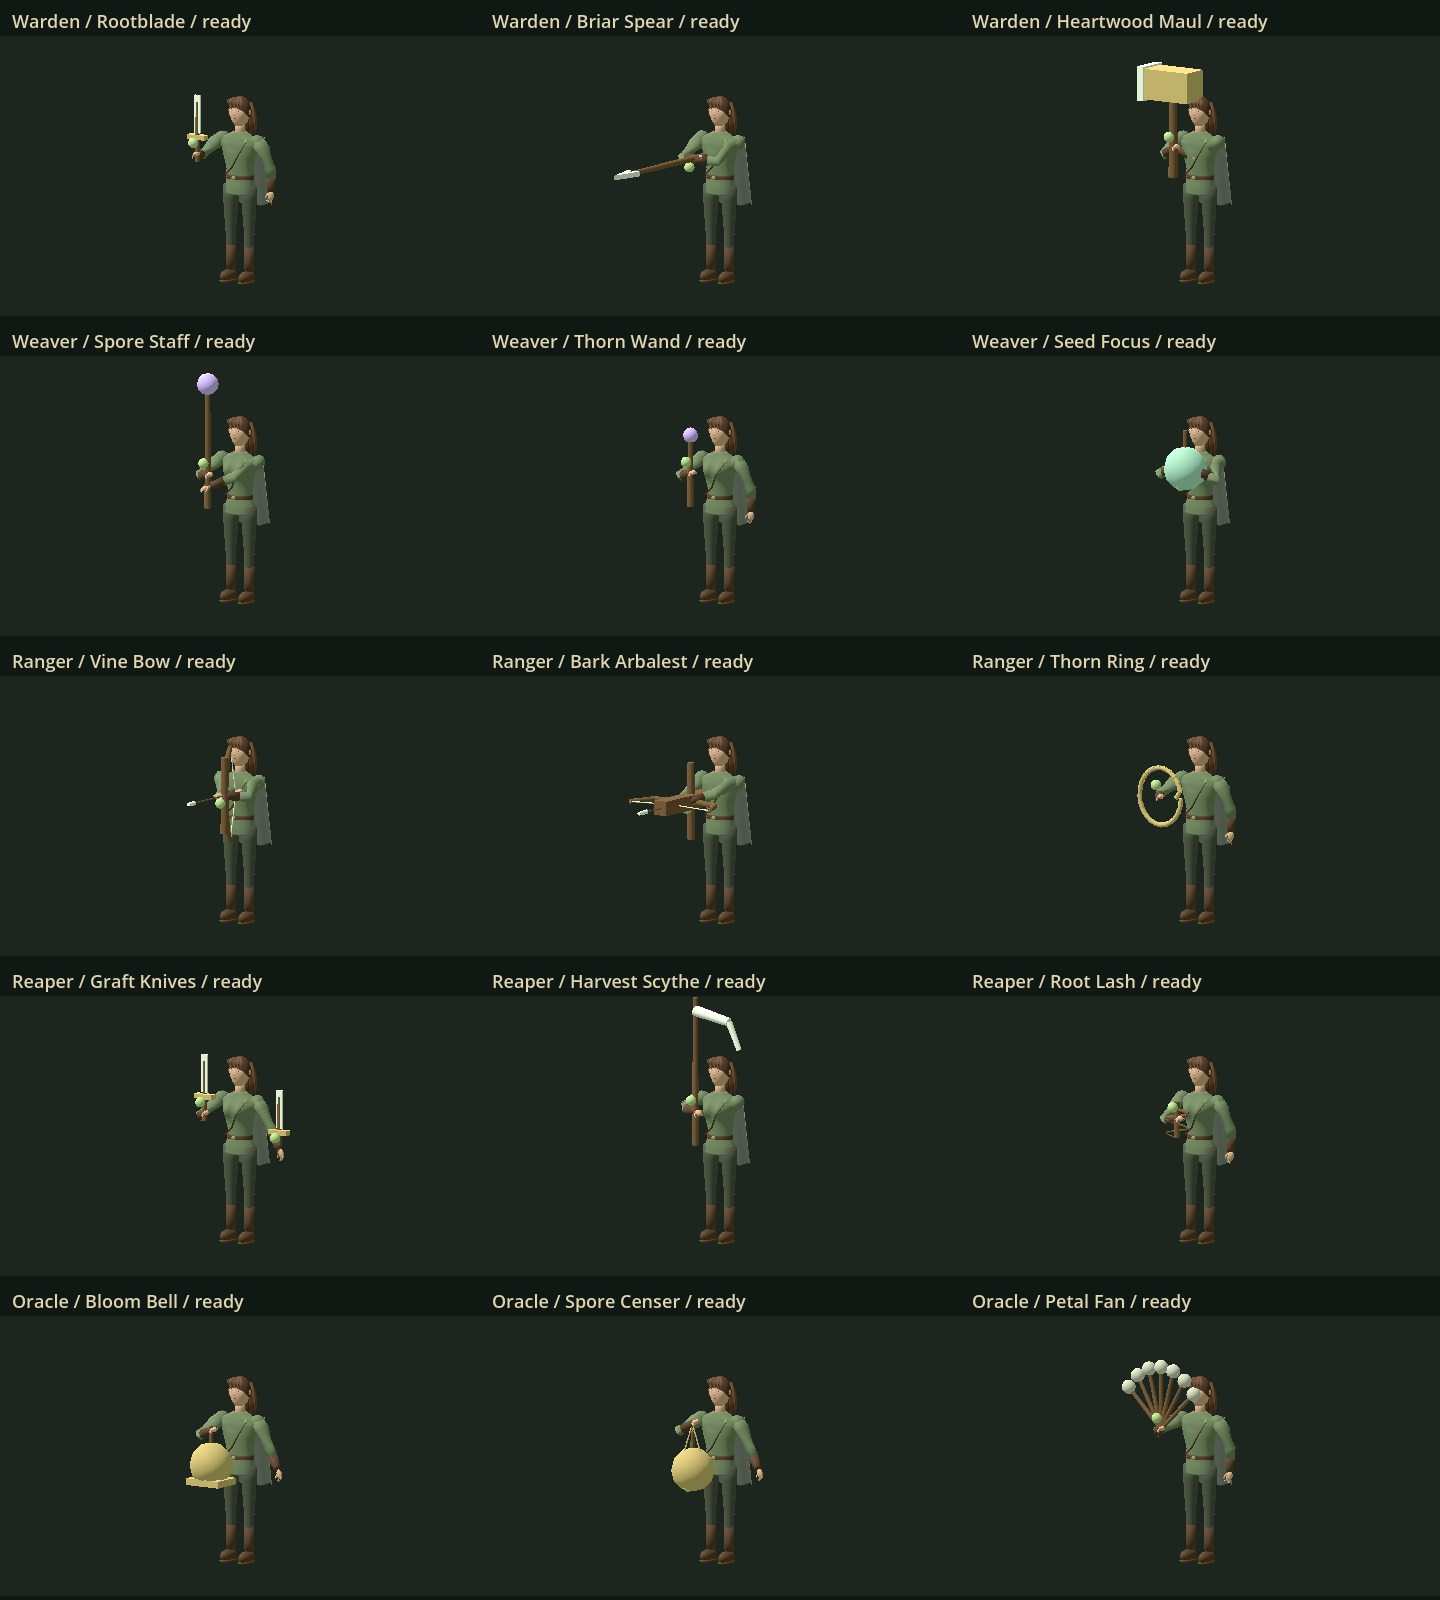 Warden / Rootblade / ready
Warden / Briar Spear / ready
Warden / Heartwood Maul / ready
Weaver / Spore Staff / ready
Weaver / Thorn Wand / ready
Weaver / Seed Focus / ready
Ranger / Vine Bow / ready
Ranger / Bark Arbalest / ready
Ranger / Thorn Ring / ready
Reaper / Graft Knives / ready
Reaper / Harvest Scythe / ready
Reaper / Root Lash / ready
Oracle / Bloom Bell / ready
Oracle / Spore Censer / ready
Oracle / Petal Fan / ready